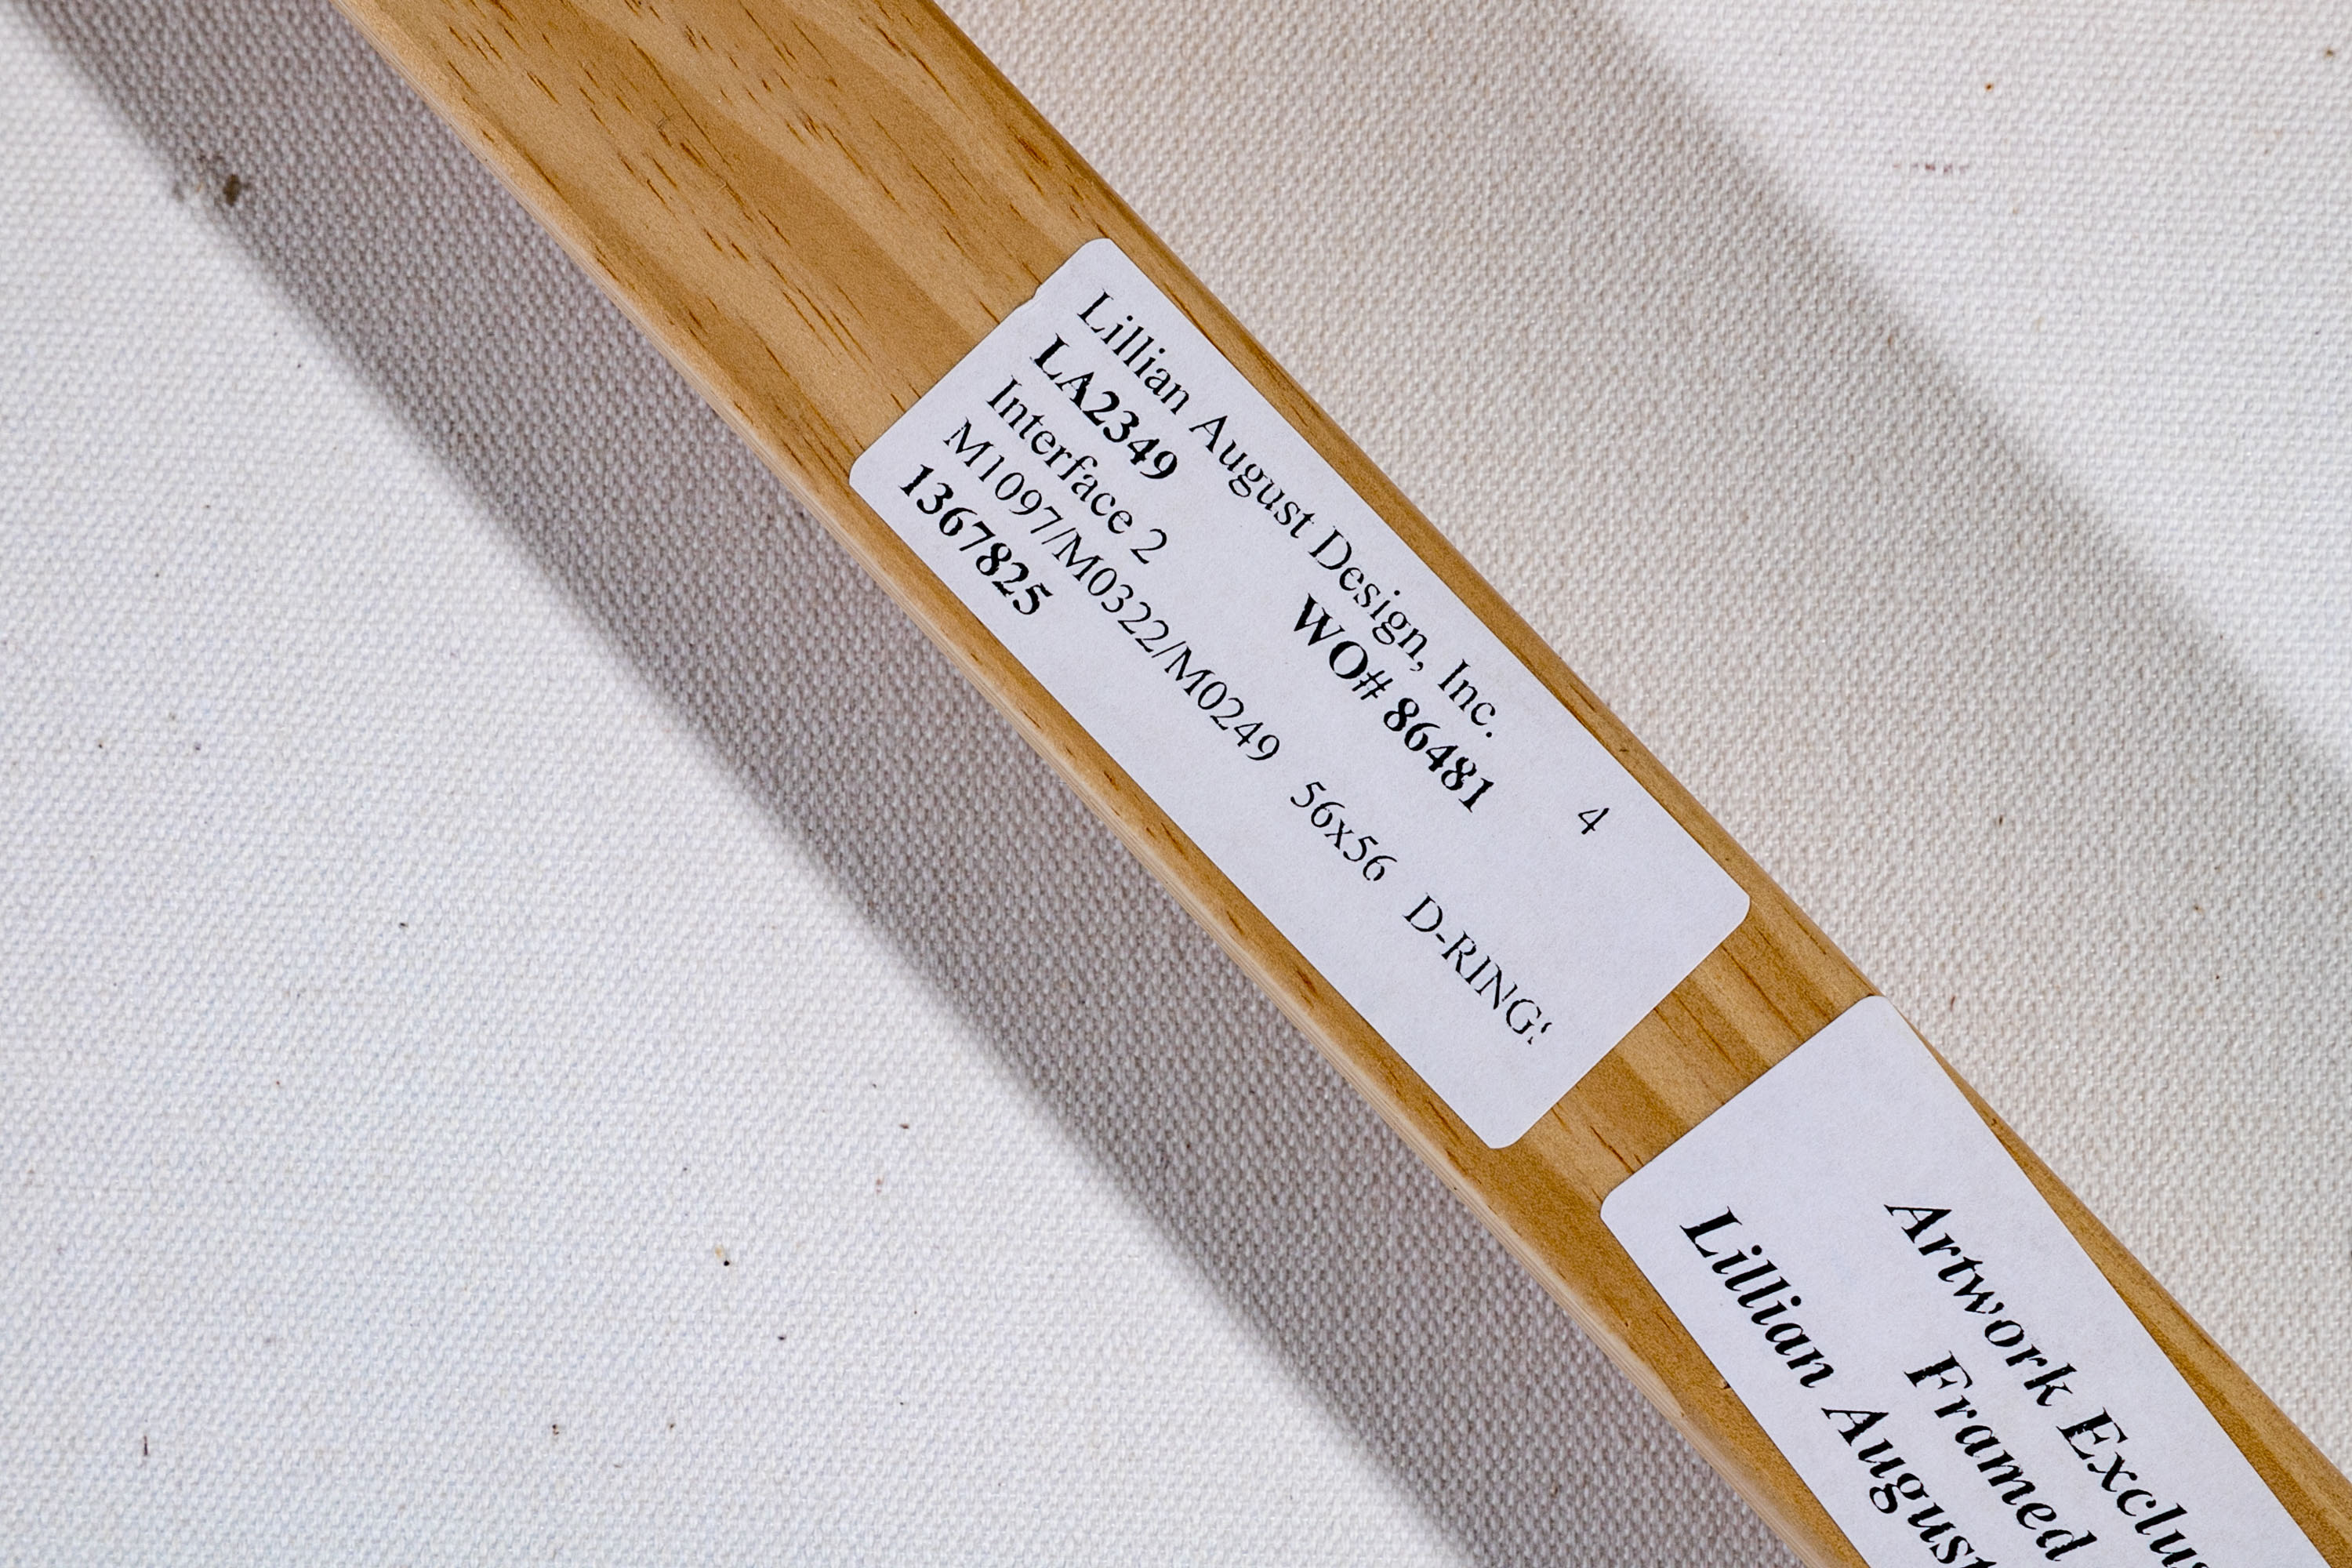 Lillian August Design, Inc. 4
LA2349 WO# 86481
Interface 2
M1097/M0322/M0249 56x56 D-RING
1367825
Artwork
Framed
Lillian August